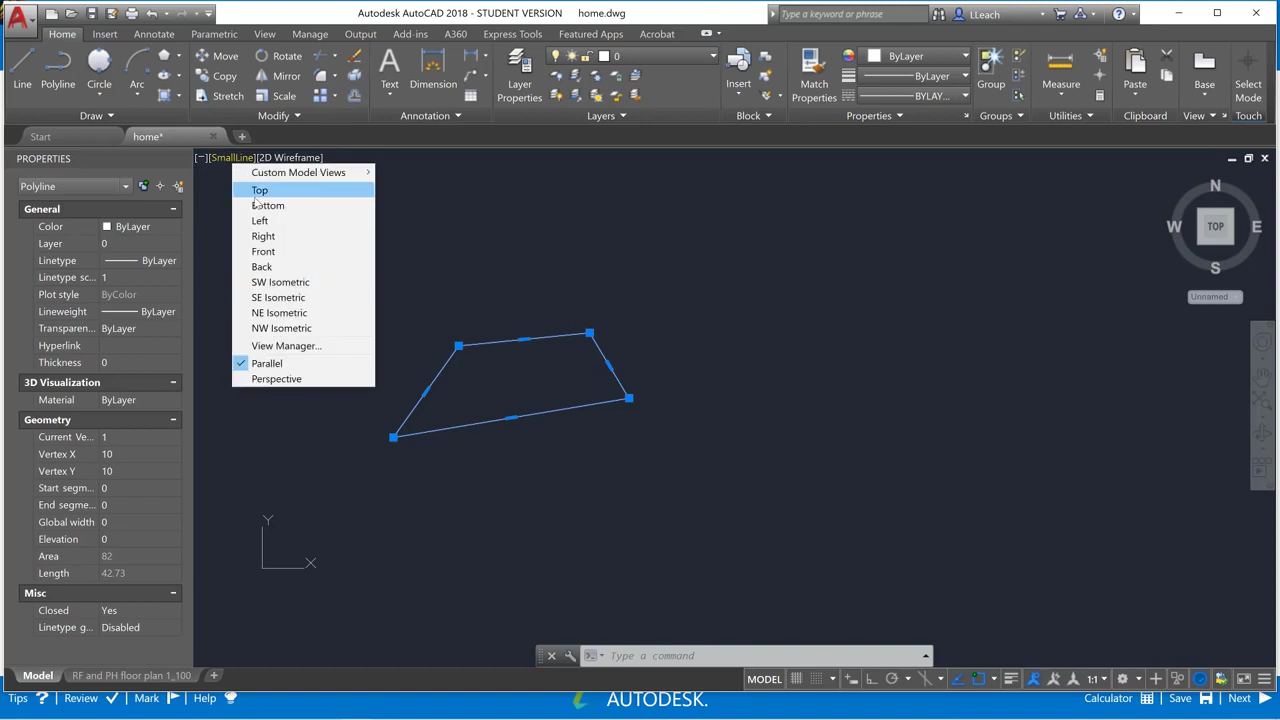 Autodesk AutoCAD 2018 - STUDENT VERSION home.dwg
Type a keyword or phrase
LLeach
Home Insert Annotate Parametric View Manage Output Add-ins A360 Express Tools Featured Apps Acrobat
Line Polyline Circle Arc
Move Rotate
Copy Mirror
Stretch Scale
Text Dimension
Layer Properties
0
Insert
Match Properties
ByLayer
ByLayer
BYLAY...
Group
Measure
Paste
Base
Select Mode
Draw Modify Annotation Layers Block Properties Groups Utilities Clipboard View Touch
Start home*
PROPERTIES
Polyline
General
Color ByLayer
Layer 0
Linetype ByLayer
Linetype sc... 1
Plot style ByColor
Lineweight ByLayer
Transparen... ByLayer
Hyperlink
Thickness 0
3D Visualization
Material ByLayer
Geometry
Current Ve... 1
Vertex X 10
Vertex Y 10
Start segm... 0
End segme... 0
Global width 0
Elevation 0
Area 82
Length 42.73
Misc
Closed Yes
Linetype g... Disabled
[−][SmallLine][2D Wireframe]
Custom Model Views
Top
Bottom
Left
Right
Front
Back
SW Isometric
SE Isometric
NE Isometric
NW Isometric
View Manager...
Parallel
Perspective
N
W TOP E
S
Unnamed
Y
X
Type a command
Model RF and PH floor plan 1_100
MODEL 1:1
Tips Review Mark Help AUTODESK. Calculator Save Next